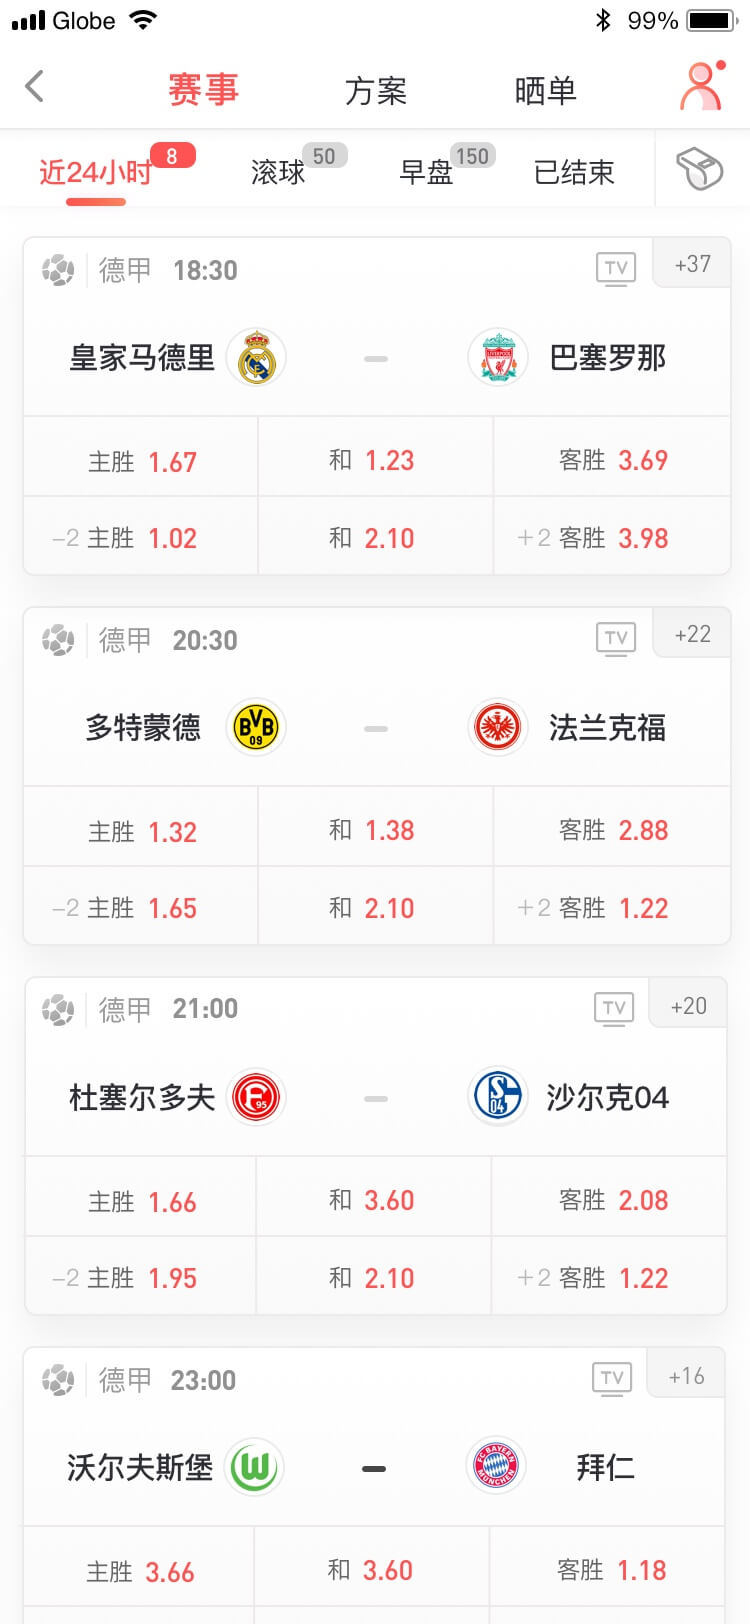 Globe 99%
赛事 方案 晒单
近24小时 8 滚球 50 早盘 150 已结束
德甲 18:30 TV +37
皇家马德里 – 巴塞罗那
主胜 1.67 和 1.23 客胜 3.69
-2 主胜 1.02 和 2.10 +2 客胜 3.98
德甲 20:30 TV +22
多特蒙德 BVB 09 – 法兰克福
主胜 1.32 和 1.38 客胜 2.88
-2 主胜 1.65 和 2.10 +2 客胜 1.22
德甲 21:00 TV +20
杜塞尔多夫 F 95 – S 04 沙尔克04
主胜 1.66 和 3.60 客胜 2.08
-2 主胜 1.95 和 2.10 +2 客胜 1.22
德甲 23:00 TV +16
沃尔夫斯堡 W – FC BAYERN MÜNCHEN 拜仁
主胜 3.66 和 3.60 客胜 1.18